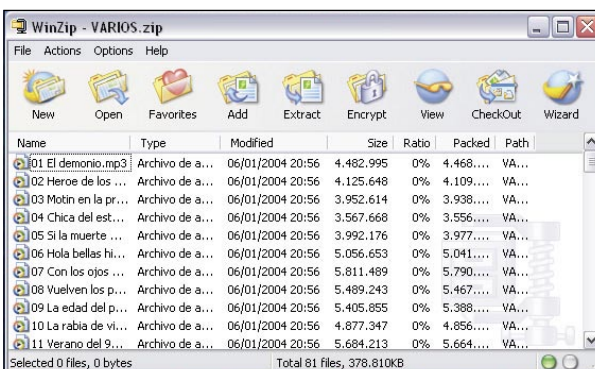 WinZip - VARIOS.zip
File Actions Options Help
New Open Favorites Add Extract Encrypt View CheckOut Wizard
Name Type Modified Size Ratio Packed Path
01 El demonio.mp3 Archivo de a... 06/01/2004 20:56 4.482.995 0% 4.468.... VA...
02 Heroe de los ... Archivo de a... 06/01/2004 20:56 4.125.648 0% 4.109.... VA...
03 Motin en la pr... Archivo de a... 06/01/2004 20:56 3.952.614 0% 3.938.... VA...
04 Chica del est... Archivo de a... 06/01/2004 20:56 3.567.668 0% 3.556.... VA...
05 Si la muerte ... Archivo de a... 06/01/2004 20:56 3.992.176 0% 3.977.... VA...
06 Hola bellas hi... Archivo de a... 06/01/2004 20:56 5.056.653 0% 5.041.... VA...
07 Con los ojos ... Archivo de a... 06/01/2004 20:56 5.811.489 0% 5.790.... VA...
08 Vuelven los p... Archivo de a... 06/01/2004 20:56 5.489.243 0% 5.467.... VA...
09 La edad del p... Archivo de a... 06/01/2004 20:56 5.405.855 0% 5.388.... VA...
10 La rabia de vi... Archivo de a... 06/01/2004 20:56 4.877.347 0% 4.856.... VA...
11 Verano del 9... Archivo de a... 06/01/2004 20:56 5.684.213 0% 5.664.... VA...
Selected 0 files, 0 bytes Total 81 files, 378.810KB